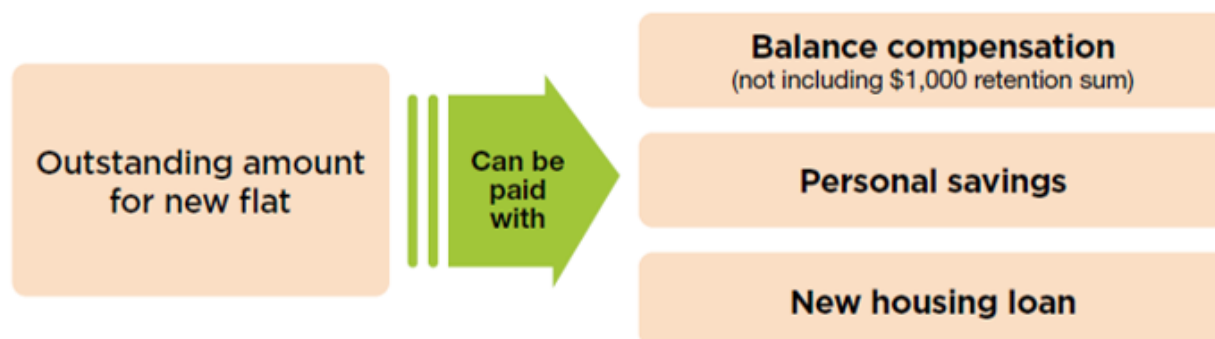 Outstanding amount
for new flat
Can be
paid
with
Balance compensation
(not including $1,000 retention sum)
Personal savings
New housing loan